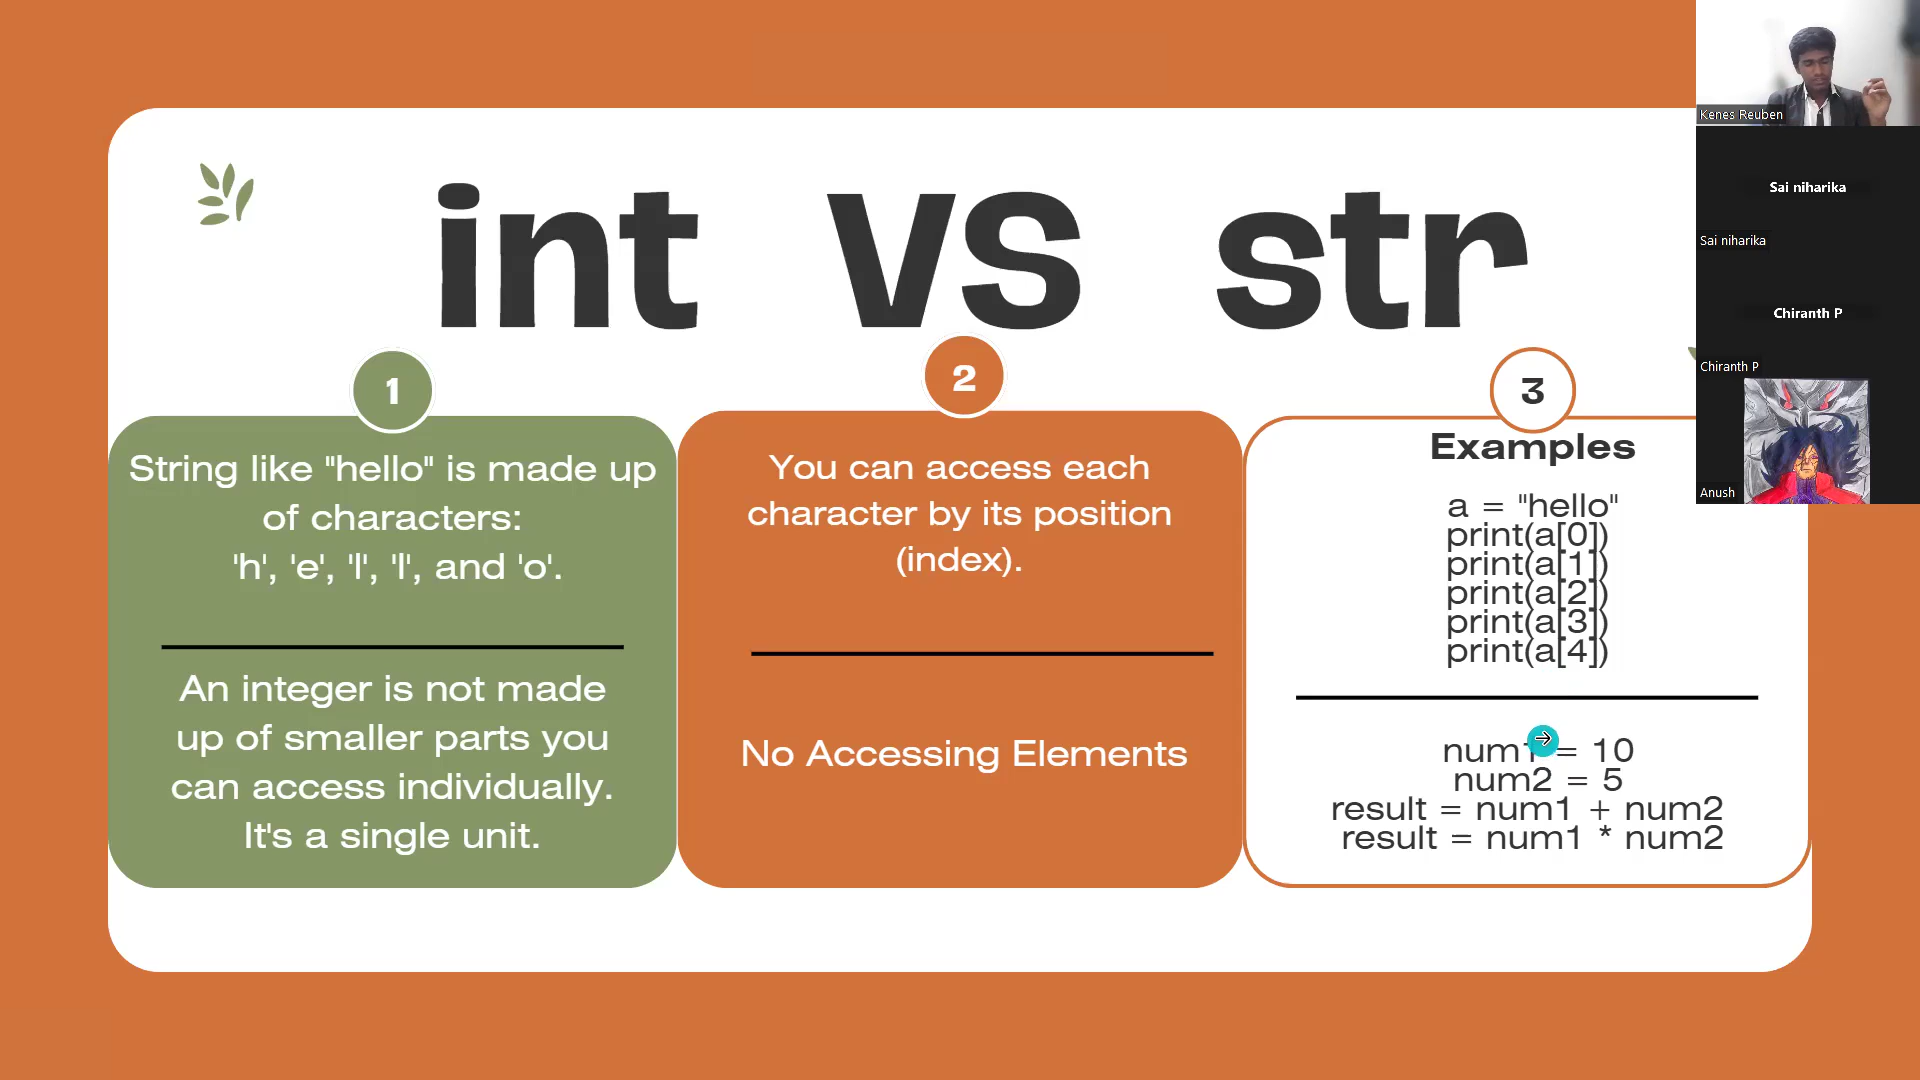 int VS str
1
String like "hello" is made up
of characters:
'h', 'e', 'l', 'l', and 'o'.
An integer is not made
up of smaller parts you
can access individually.
It's a single unit.
2
You can access each
character by its position
(index).
No Accessing Elements
3
Examples
a = "hello"
print(a[0])
print(a[1])
print(a[2])
print(a[3])
print(a[4])
num1 = 10
num2 = 5
result = num1 + num2
result = num1 * num2
Kenes Reuben
Sai niharika
Sai niharika
Chiranth P
Chiranth P
Anush